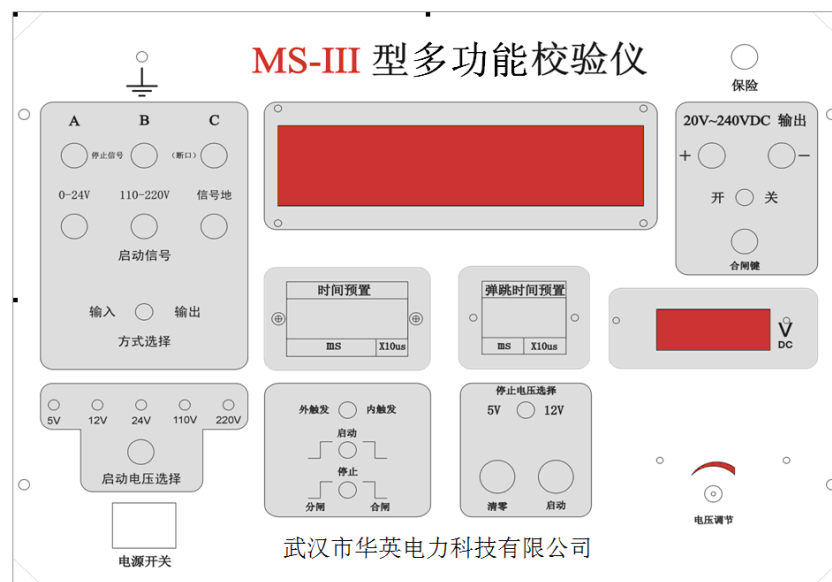 MS-III 型多功能校验仪
保险
A B C
停止信号 （断口）
0-24V 110-220V 信号地
启动信号
输入 输出
方式选择
20V~240VDC 输出
+ −
开 关
合闸键
时间预置
ms X10us
弹跳时间预置
ms X10us
V
DC
5V 12V 24V 110V 220V
启动电压选择
电源开关
外触发 内触发
启动
停止
分闸 合闸
停止电压选择
5V 12V
清零 启动
电压调节
武汉市华英电力科技有限公司